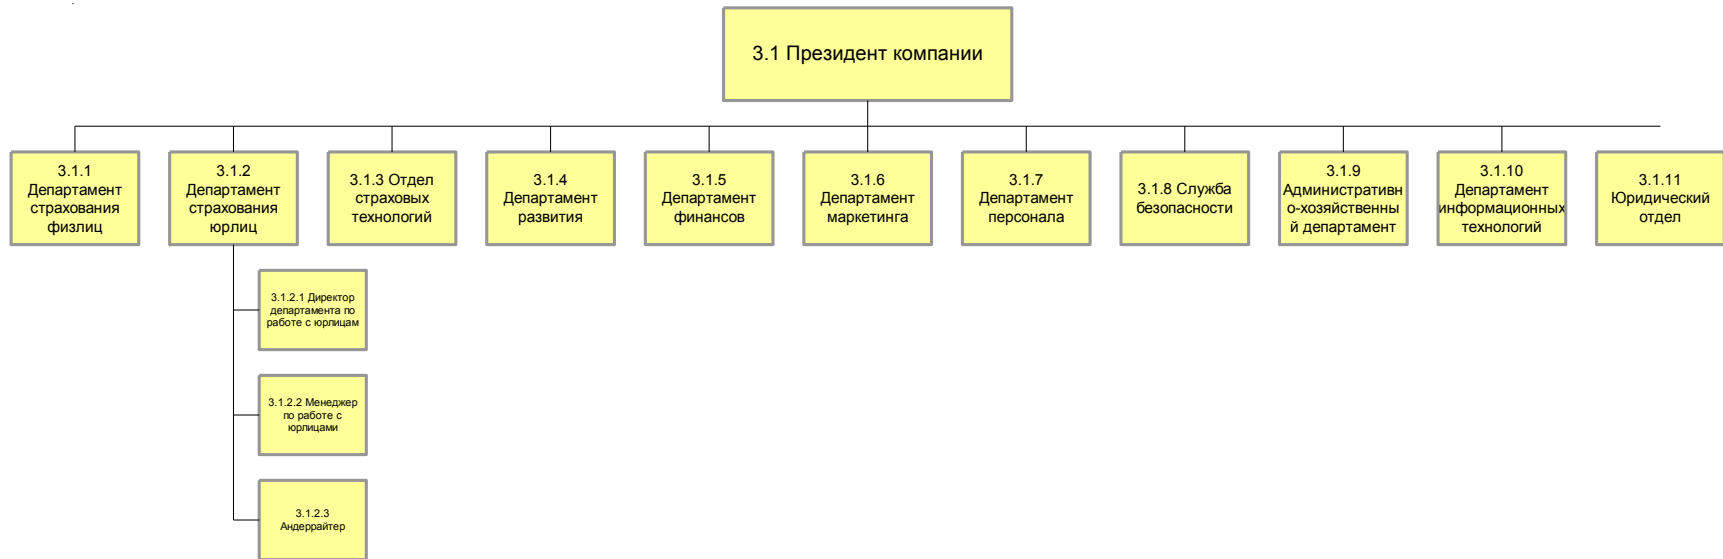 3.1 Президент компании
3.1.1
Департамент
страхования
физлиц
3.1.2
Департамент
страхования
юрлиц
3.1.3 Отдел
страховых
технологий
3.1.4
Департамент
развития
3.1.5
Департамент
финансов
3.1.6
Департамент
маркетинга
3.1.7
Департамент
персонала
3.1.8 Служба
безопасности
3.1.9
Административн
о-хозяйственны
й департамент
3.1.10
Департамент
информационных
технологий
3.1.11
Юридический
отдел
3.1.2.1 Директор
департамента по
работе с юрлицам
3.1.2.2 Менеджер
по работе с
юрлицами
3.1.2.3
Андеррайтер